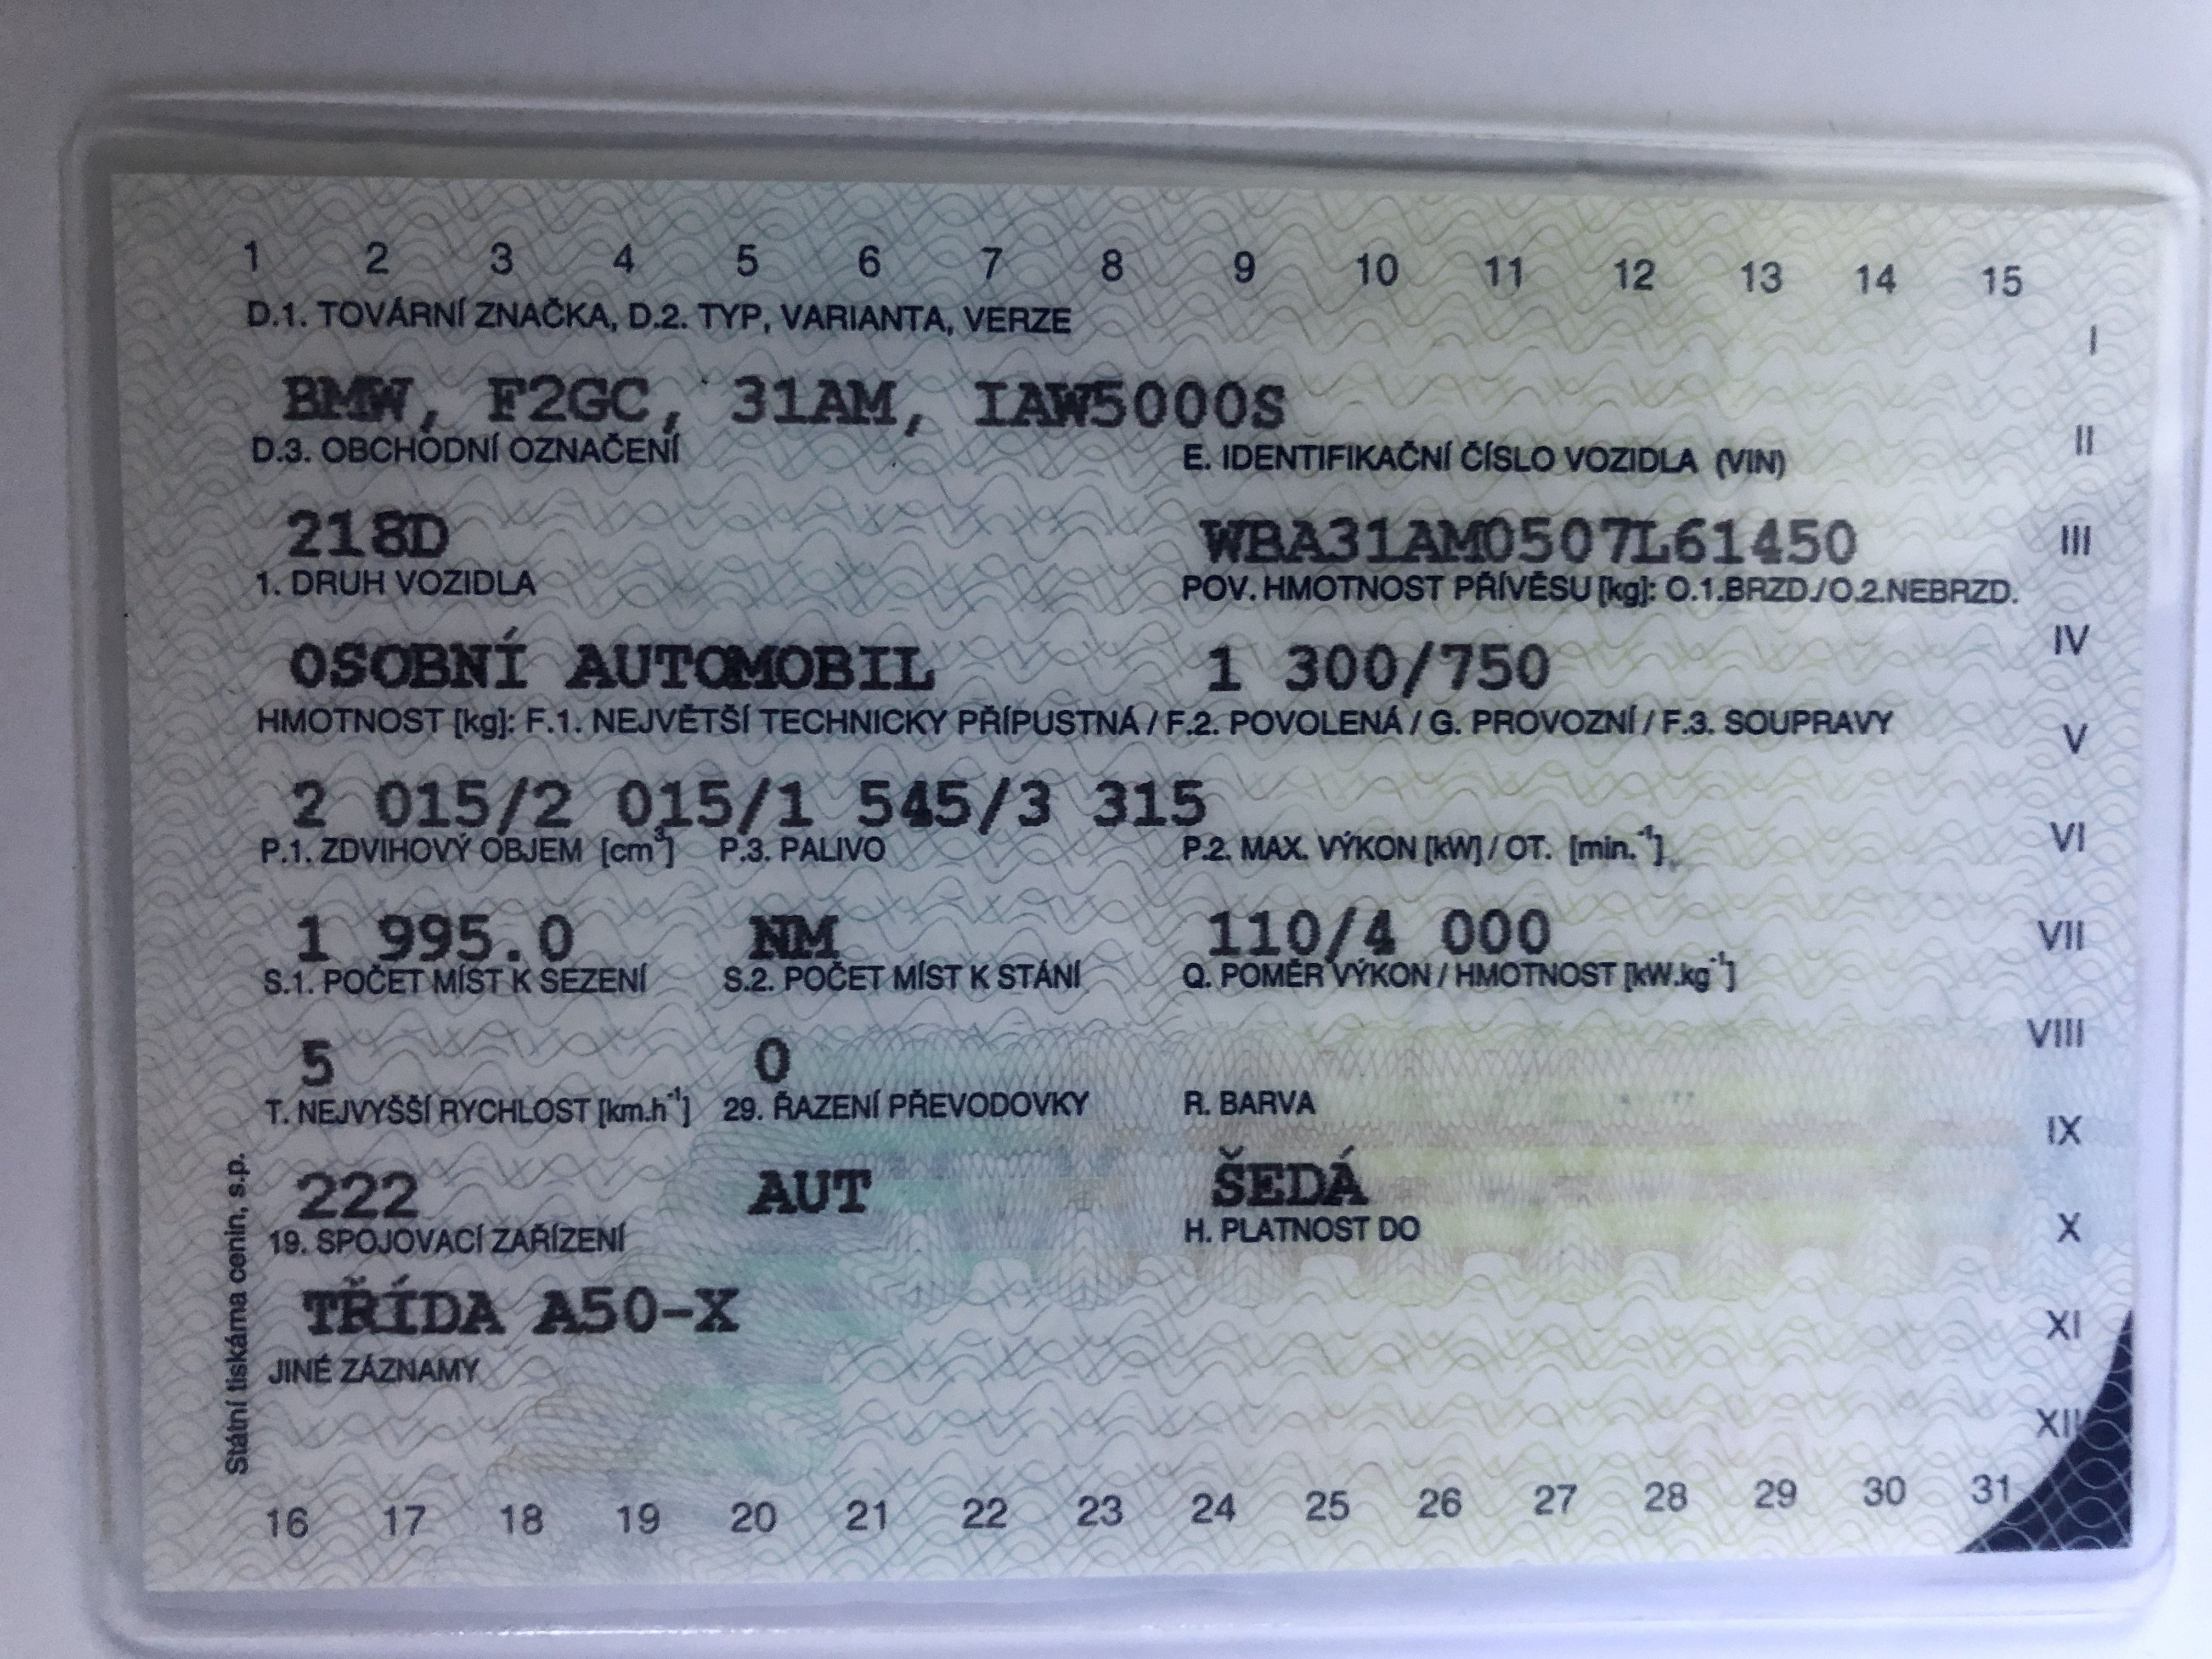 1 2 3 4 5 6 7 8 9 10 11 12 13 14 15
D.1. TOVÁRNÍ ZNAČKA, D.2. TYP, VARIANTA, VERZE
I
BMW, F2GC, 31AM, IAW5000S
D.3. OBCHODNÍ OZNAČENÍ E. IDENTIFIKAČNÍ ČÍSLO VOZIDLA (VIN)
II
218D WBA31AM0507L61450
III
1. DRUH VOZIDLA POV. HMOTNOST PŘÍVĚSU [kg]: O.1.BRZD./O.2.NEBRZD.
OSOBNÍ AUTOMOBIL 1 300/750
IV
HMOTNOST [kg]: F.1. NEJVĚTŠÍ TECHNICKY PŘÍPUSTNÁ / F.2. POVOLENÁ / G. PROVOZNÍ / F.3. SOUPRAVY
V
2 015/2 015/1 545/3 315
P.1. ZDVIHOVÝ OBJEM [cm³] P.3. PALIVO P.2. MAX. VÝKON [kW] / OT. [min.⁻¹]
VI
1 995.0 NM 110/4 000
VII
S.1. POČET MÍST K SEZENÍ S.2. POČET MÍST K STÁNÍ Q. POMĚR VÝKON / HMOTNOST [kW.kg⁻¹]
VIII
5 0
T. NEJVYŠŠÍ RYCHLOST [km.h⁻¹] 29. ŘAZENÍ PŘEVODOVKY R. BARVA
IX
222 AUT ŠEDÁ
19. SPOJOVACÍ ZAŘÍZENÍ H. PLATNOST DO
X
TŘÍDA A50-X
XI
JINÉ ZÁZNAMY
XII
Státní tiskárna cenin, s.p.
16 17 18 19 20 21 22 23 24 25 26 27 28 29 30 31